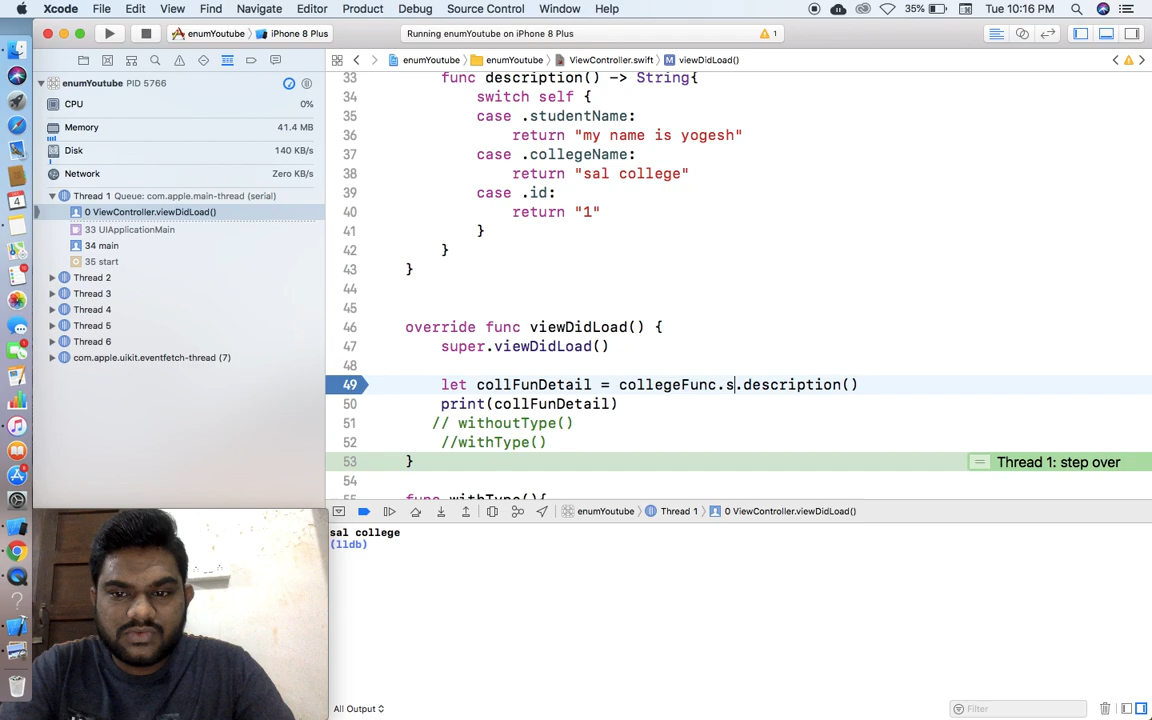 Xcode File Edit View Find Navigate Editor Product Debug Source Control Window Help 35% Tue 10:16 PM
enumYoutube iPhone 8 Plus Running enumYoutube on iPhone 8 Plus 1
enumYoutube enumYoutube ViewController.swift viewDidLoad()
enumYoutube PID 5766
CPU 0%
Memory 41.4 MB
Disk 140 KB/s
Network Zero KB/s
Thread 1 Queue: com.apple.main-thread (serial)
0 ViewController.viewDidLoad()
33 UIApplicationMain
34 main
35 start
Thread 2
Thread 3
Thread 4
Thread 5
Thread 6
com.apple.uikit.eventfetch-thread (7)
33 func description() -> String{
34 switch self {
35 case .studentName:
36 return "my name is yogesh"
37 case .collegeName:
38 return "sal college"
39 case .id:
40 return "1"
41 }
42 }
43 }
44
45
46 override func viewDidLoad() {
47 super.viewDidLoad()
48
49 let collFunDetail = collegeFunc.s.description()
50 print(collFunDetail)
51 // withoutType()
52 //withType()
53 } Thread 1: step over
54
55 func withType(){
enumYoutube Thread 1 0 ViewController.viewDidLoad()
sal college
(lldb)
All Output Filter